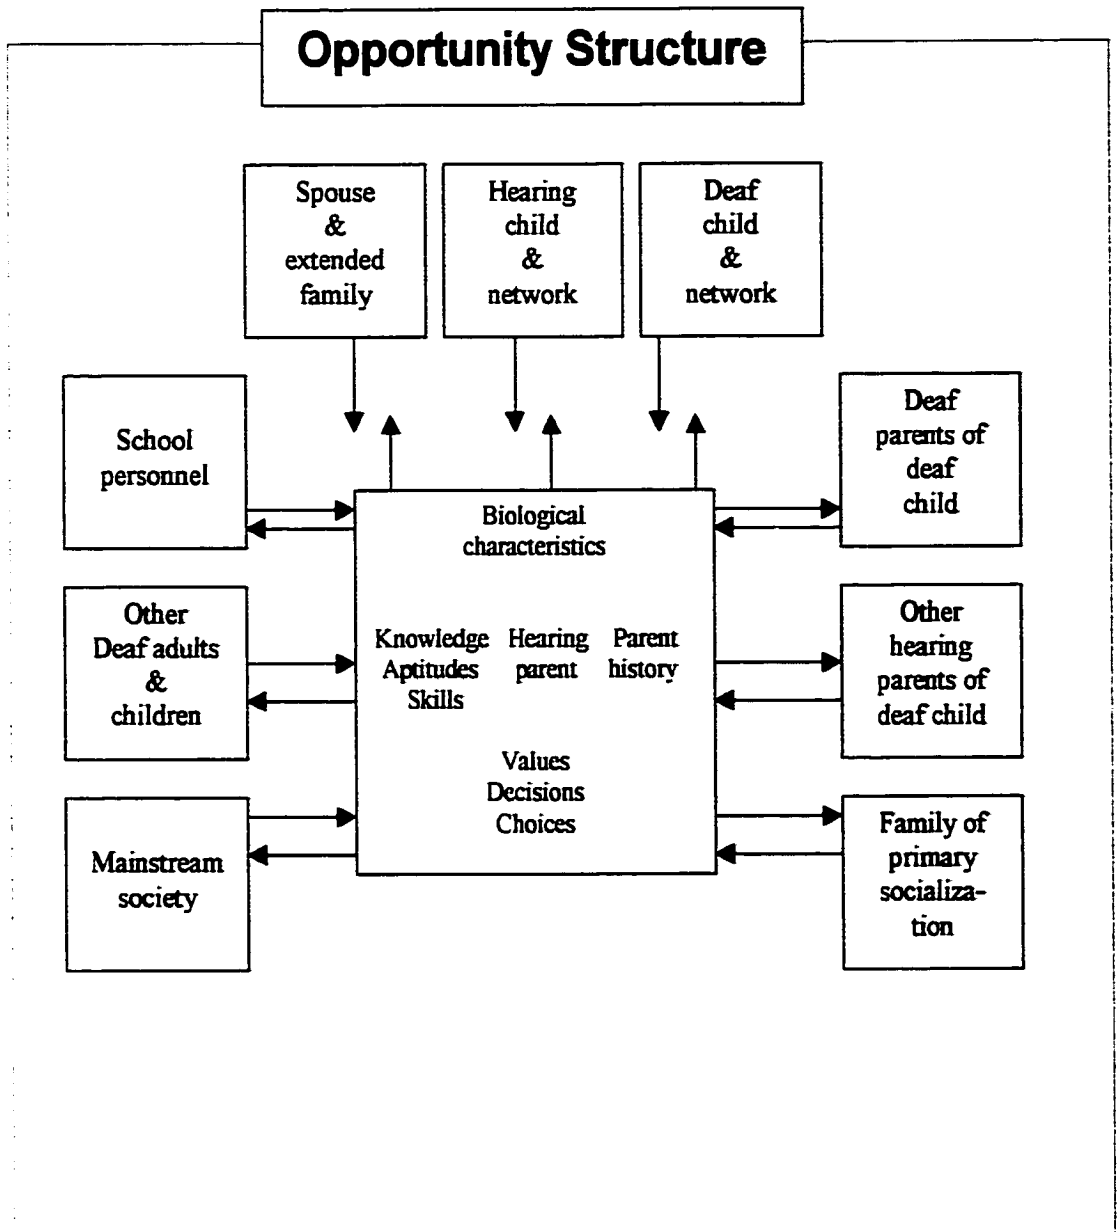 Opportunity Structure
Spouse
&
extended
family
Hearing
child
&
network
Deaf
child
&
network
School
personnel
Deaf
parents of
deaf
child
Biological
characteristics
Other
Deaf adults
&
children
Knowledge
Aptitudes
Skills
Hearing
parent
Parent
history
Other
hearing
parents of
deaf child
Values
Decisions
Choices
Mainstream
society
Family of
primary
socializa-
tion